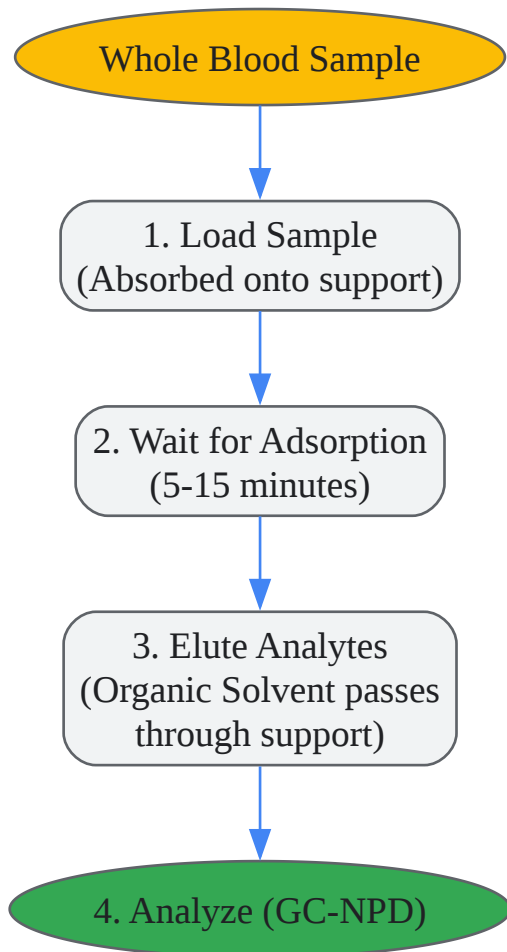 Whole Blood Sample
1. Load Sample
(Absorbed onto support)
2. Wait for Adsorption
(5-15 minutes)
3. Elute Analytes
(Organic Solvent passes
through support)
4. Analyze (GC-NPD)